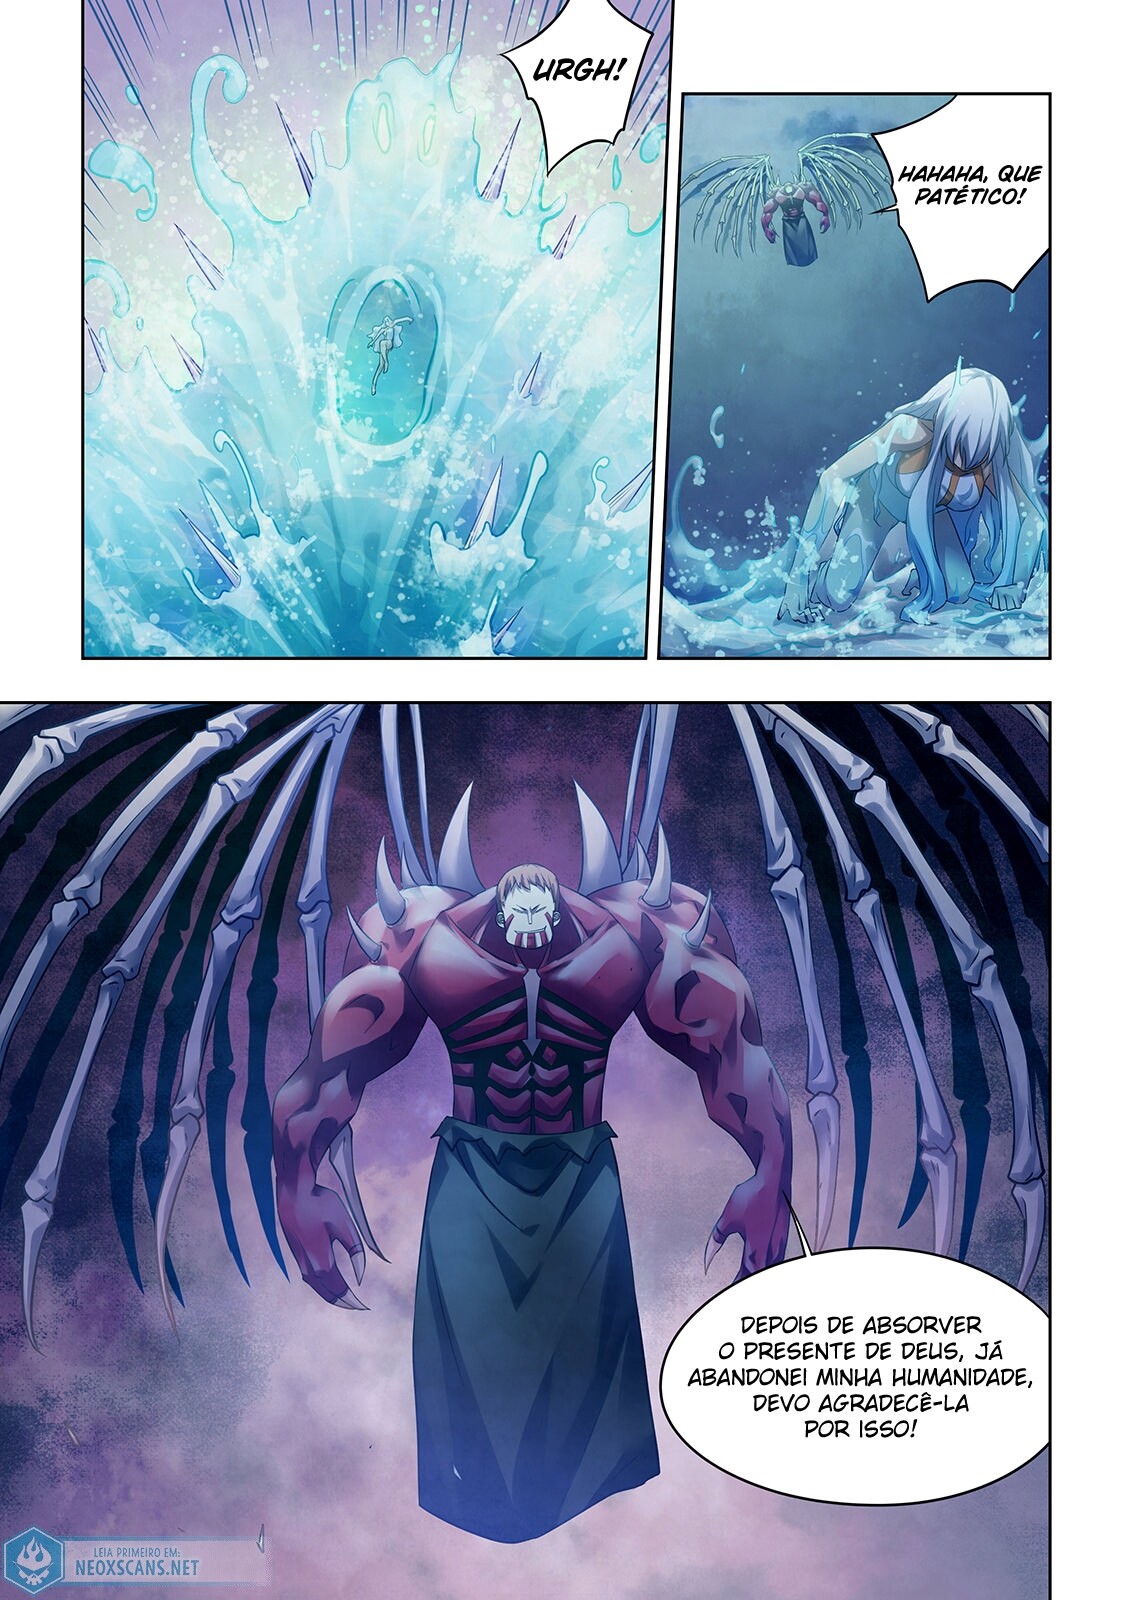 URGH!
HAHAHA, QUE
PATÉTICO!
DEPOIS DE ABSORVER
O PRESENTE DE DEUS, JÁ
ABANDONEI MINHA HUMANIDADE,
DEVO AGRADECÊ-LA
POR ISSO!
LEIA PRIMEIRO EM:
NEOXSCANS.NET